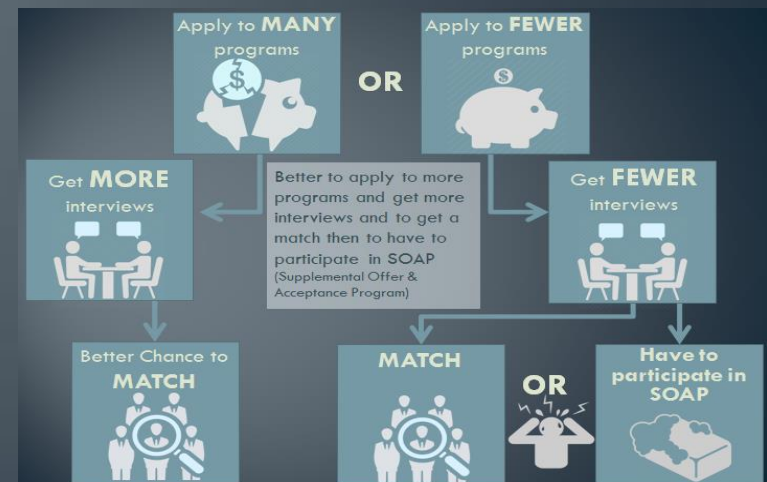 Apply to MANY
programs
$
OR
Apply to FEWER
programs
$
Get MORE
interviews
Better to apply to more
programs and get more
interviews and to get a
match then to have to
participate in SOAP
(Supplemental Offer &
Acceptance Program)
Get FEWER
interviews
Better Chance to
MATCH
MATCH
OR
Have to
participate in
SOAP